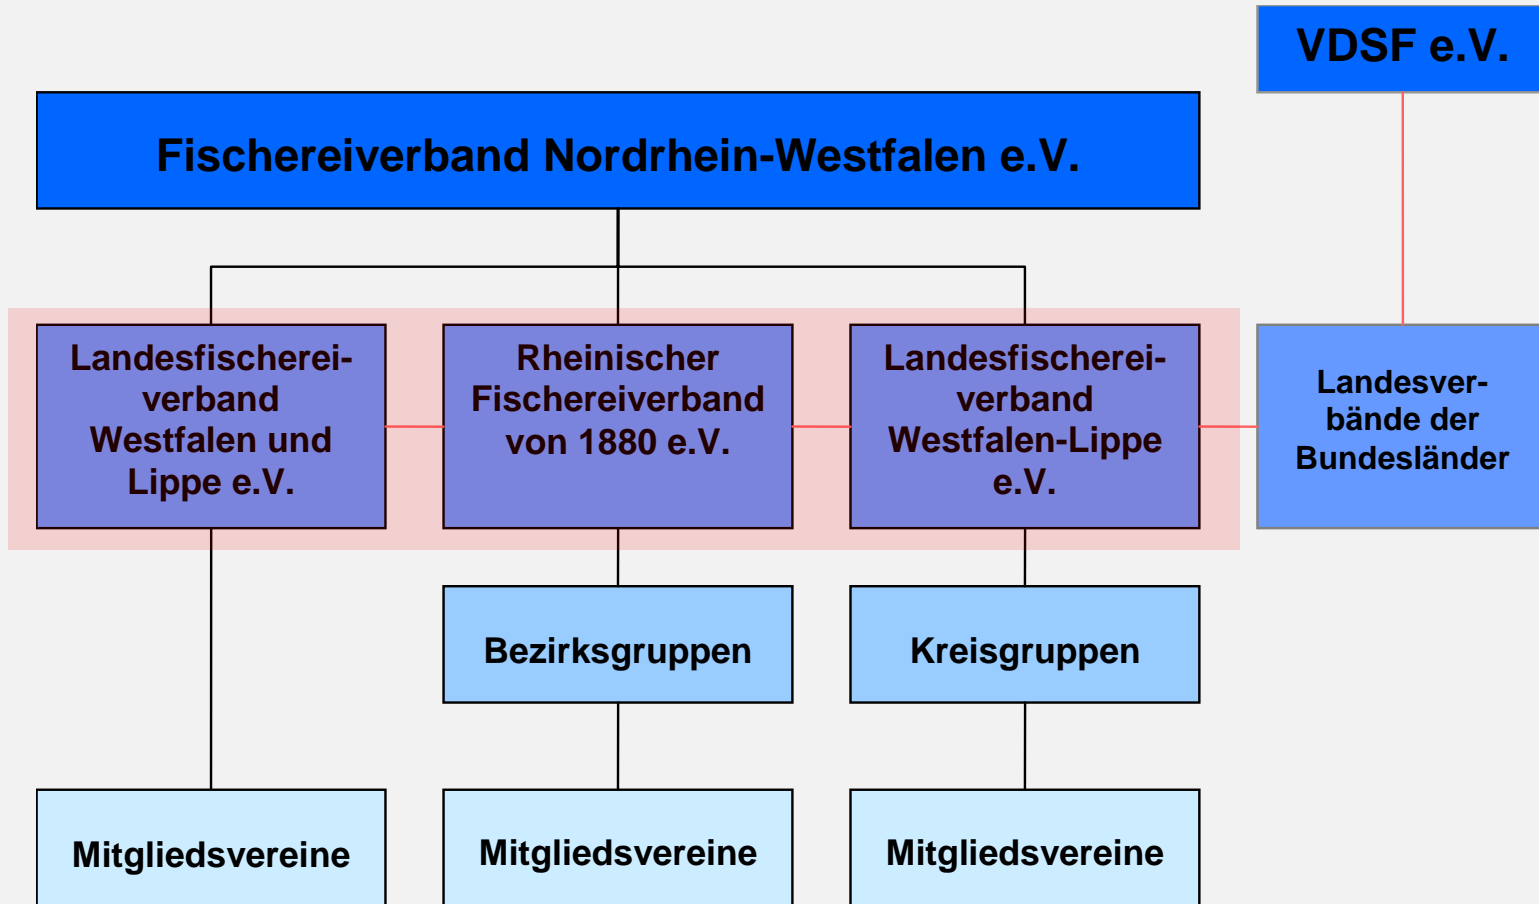 VDSF e.V.
Fischereiverband Nordrhein-Westfalen e.V.
Landesfischerei-
verband
Westfalen und
Lippe e.V.
Rheinischer
Fischereiverband
von 1880 e.V.
Landesfischerei-
verband
Westfalen-Lippe
e.V.
Landesver-
bände der
Bundesländer
Bezirksgruppen
Kreisgruppen
Mitgliedsvereine
Mitgliedsvereine
Mitgliedsvereine